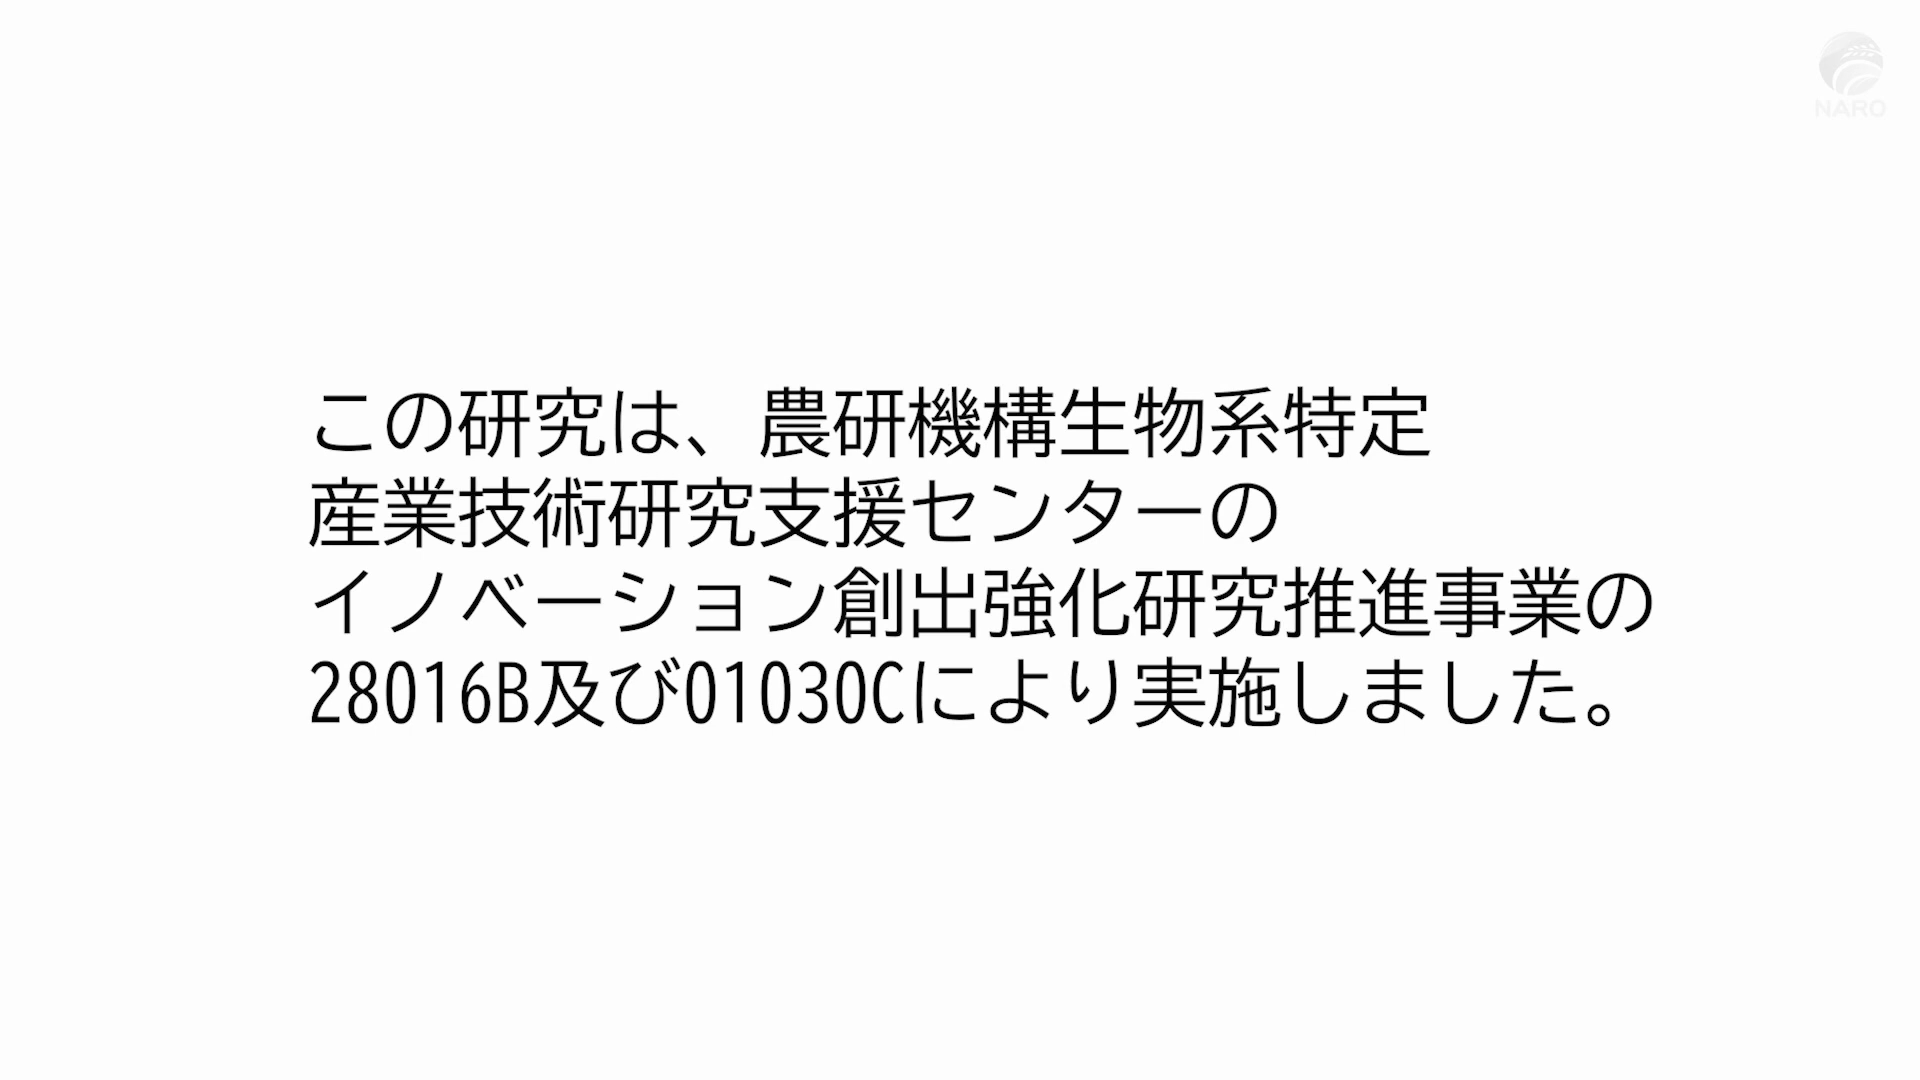 NARO
この研究は、農研機構生物系特定
産業技術研究支援センターの
イノベーション創出強化研究推進事業の
28016B及び01030Cにより実施しました。